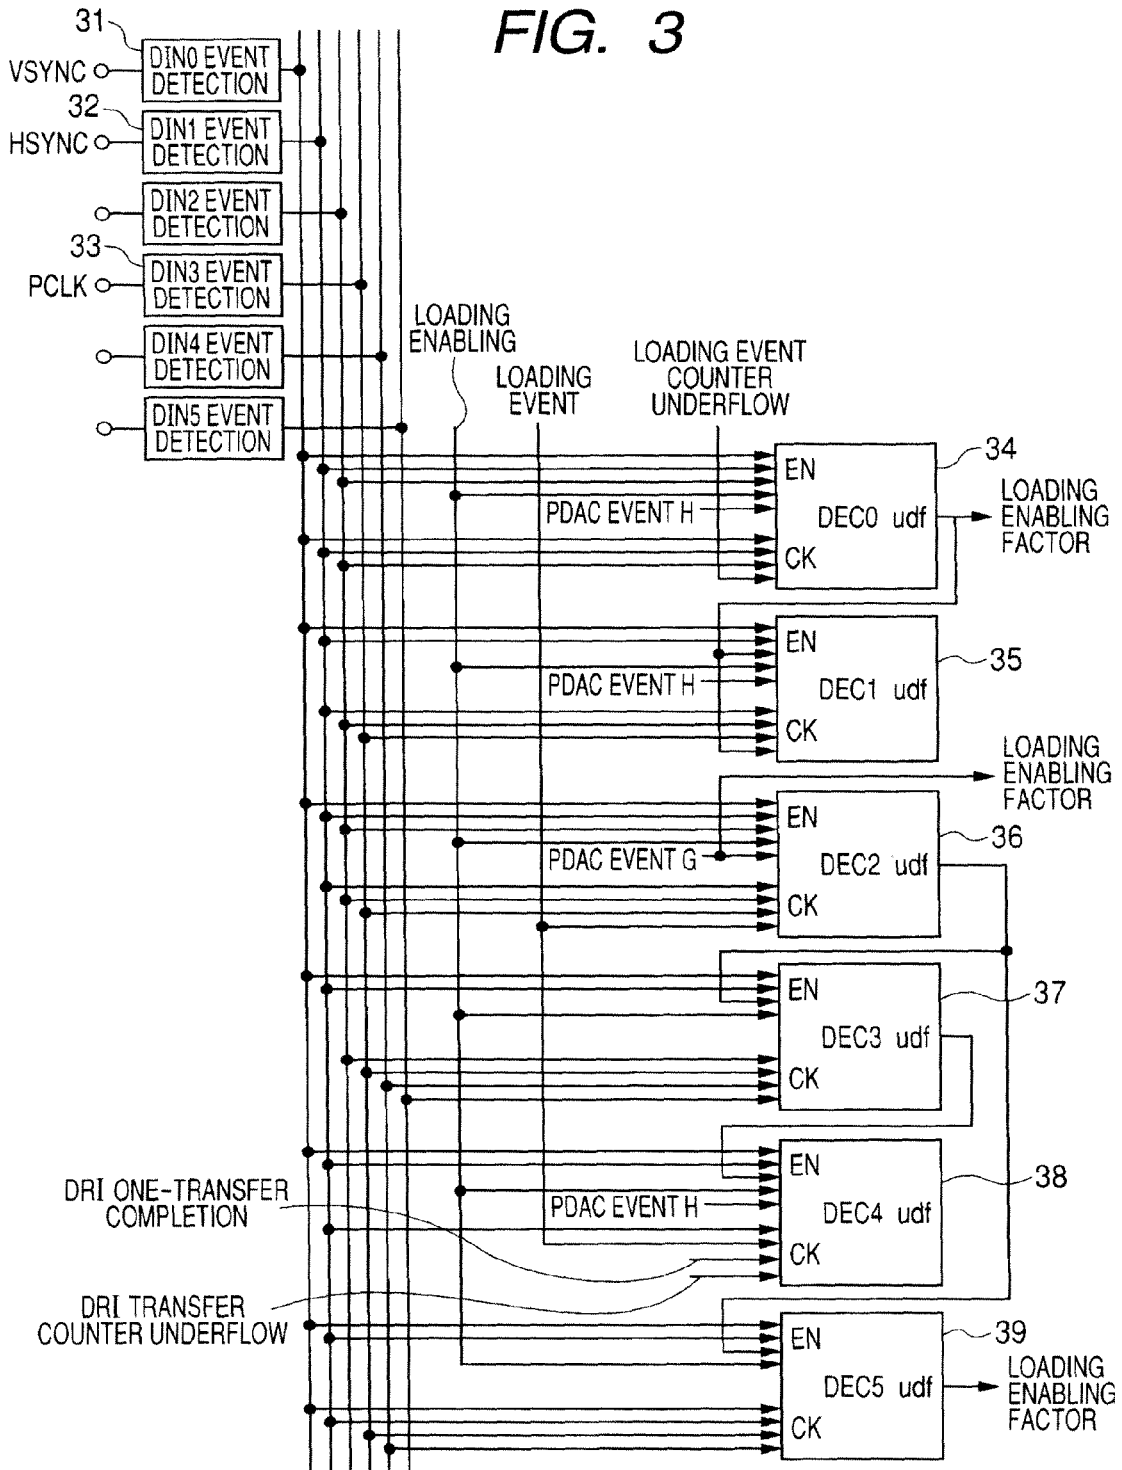 FIG. 3
31
VSYNC
DIN0 EVENT
DETECTION
32
HSYNC
DIN1 EVENT
DETECTION
DIN2 EVENT
DETECTION
33
PCLK
DIN3 EVENT
DETECTION
DIN4 EVENT
DETECTION
DIN5 EVENT
DETECTION
LOADING
ENABLING
LOADING
EVENT
LOADING EVENT
COUNTER
UNDERFLOW
EN
DEC0 udf
CK
34
PDAC EVENT H
LOADING
ENABLING
FACTOR
EN
DEC1 udf
CK
35
PDAC EVENT H
LOADING
ENABLING
FACTOR
EN
DEC2 udf
CK
36
PDAC EVENT G
EN
DEC3 udf
CK
37
EN
DEC4 udf
CK
38
PDAC EVENT H
DRI ONE-TRANSFER
COMPLETION
DRI TRANSFER
COUNTER UNDERFLOW
EN
DEC5 udf
CK
39
LOADING
ENABLING
FACTOR